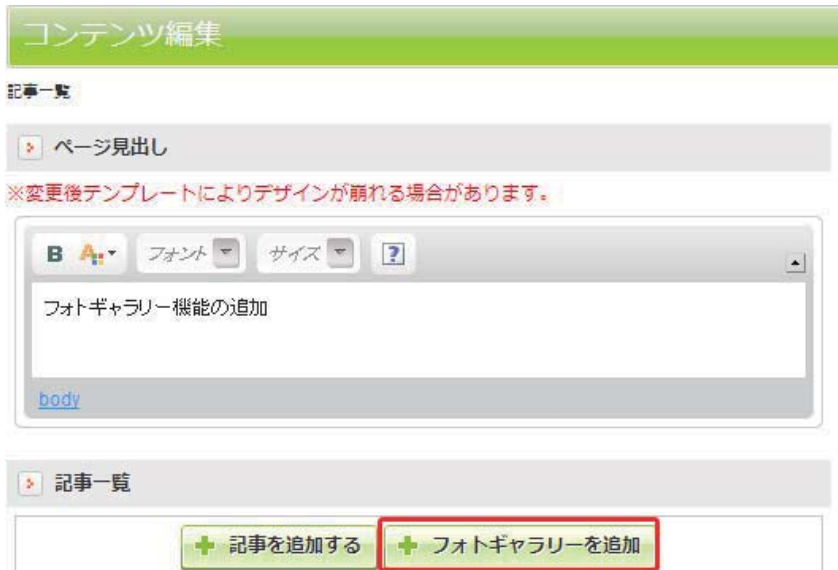 コンテンツ編集
記事一覧
ページ見出し
※変更後テンプレートによりデザインが崩れる場合があります。
B A フォント サイズ ?
フォトギャラリー機能の追加
body
記事一覧
記事を追加する フォトギャラリーを追加